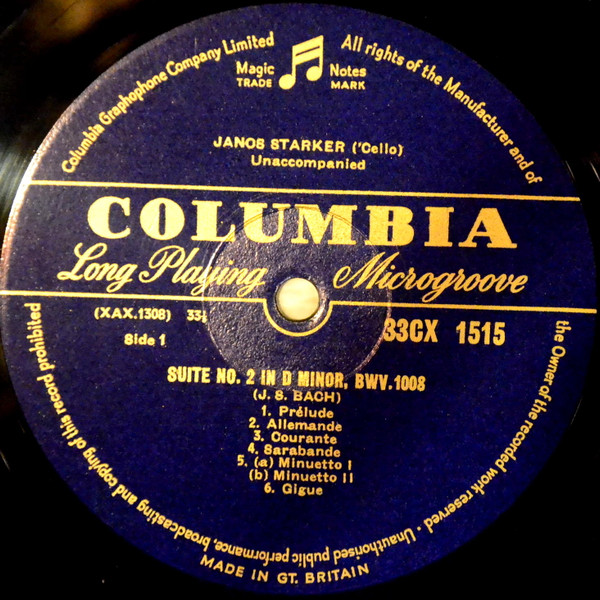 Columbia Graphophone Company Limited
All rights of the Manufacturer and of
the Owner of the recorded work reserved · Unauthorised public performance, broadcasting and copying of this record prohibited
Magic Notes
TRADE MARK
JANOS STARKER ('Cello)
Unaccompanied
COLUMBIA
Long Playing Microgroove
(XAX.1308) 33⅓
33CX 1515
Side 1
SUITE NO. 2 IN D MINOR, BWV.1008
(J. S. BACH)
1. Prélude
2. Allemande
3. Courante
4. Sarabande
5. (a) Minuetto I
(b) Minuetto II
6. Gigue
MADE IN GT. BRITAIN